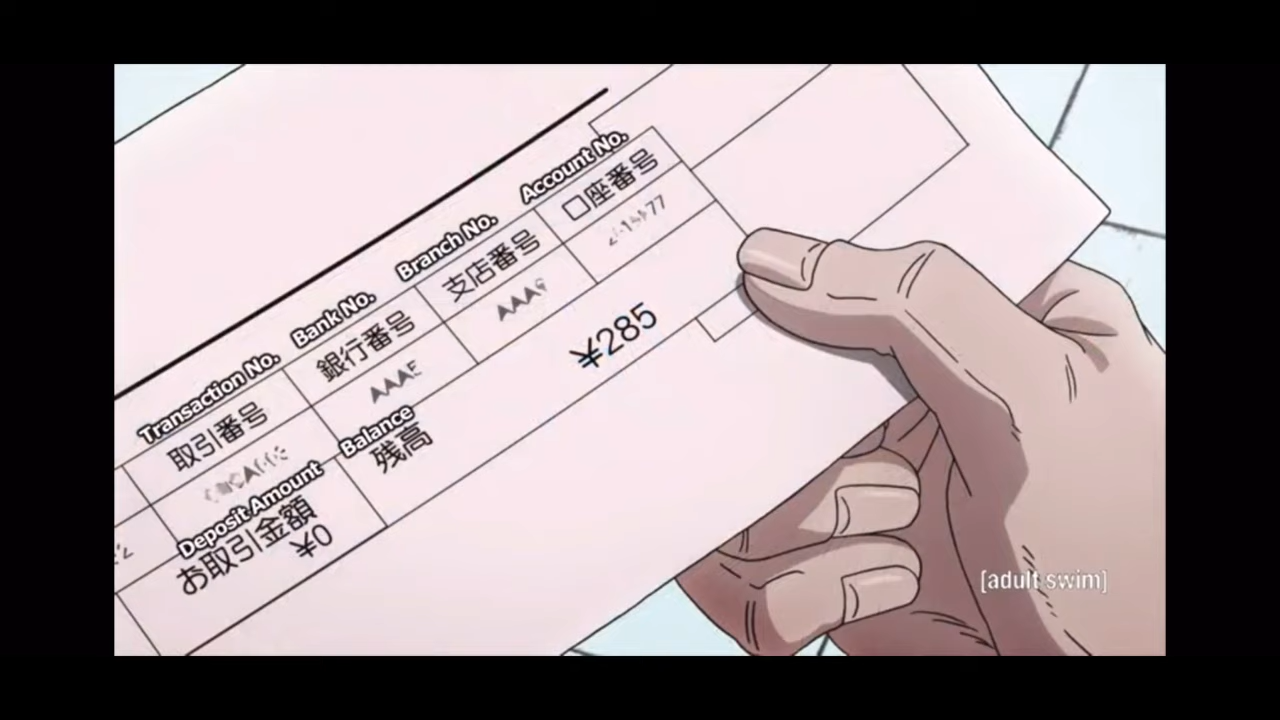 Transaction No.
Bank No.
Branch No.
Account No.
取引番号
銀行番号
支店番号
口座番号
Deposit Amount
Balance
お取引金額
残高
¥0
¥285
[adult swim]